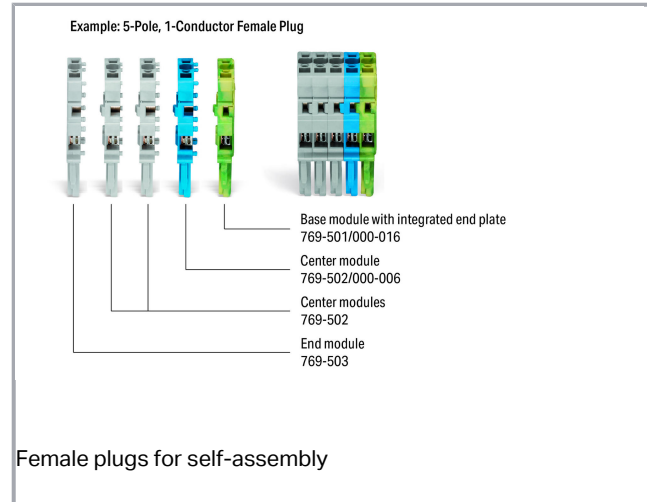 Example: 5-Pole, 1-Conductor Female Plug
Base module with integrated end plate
769-501/000-016
Center module
769-502/000-006
Center modules
769-502
End module
769-503
Female plugs for self-assembly